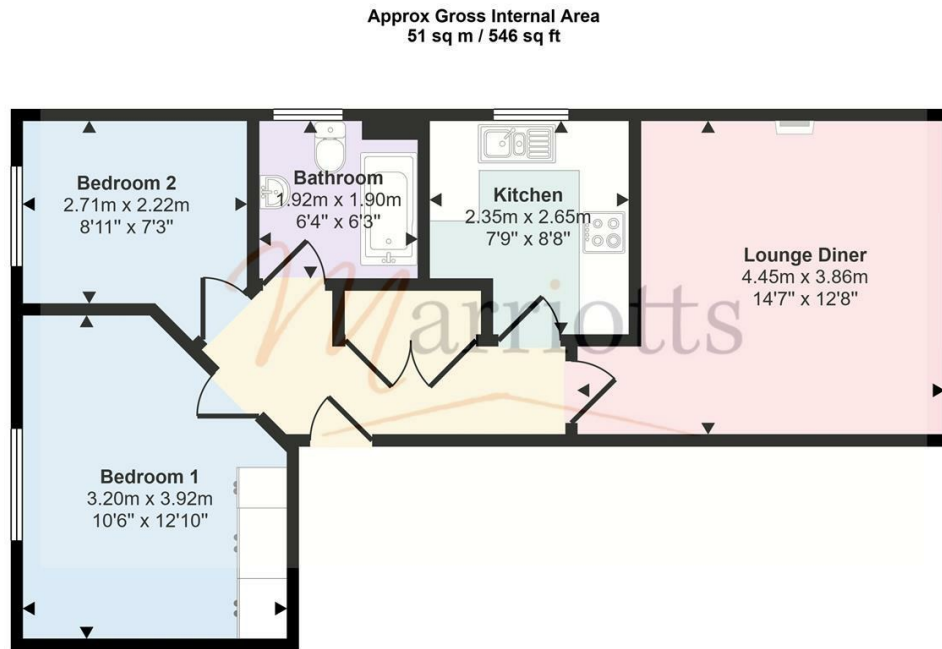 Approx Gross Internal Area
51 sq m / 546 sq ft
Bedroom 2
2.71m x 2.22m
8'11" x 7'3"
Bathroom
1.92m x 1.90m
6'4" x 6'3"
Kitchen
2.35m x 2.65m
7'9" x 8'8"
Lounge Diner
4.45m x 3.86m
14'7" x 12'8"
Marriotts
Bedroom 1
3.20m x 3.92m
10'6" x 12'10"